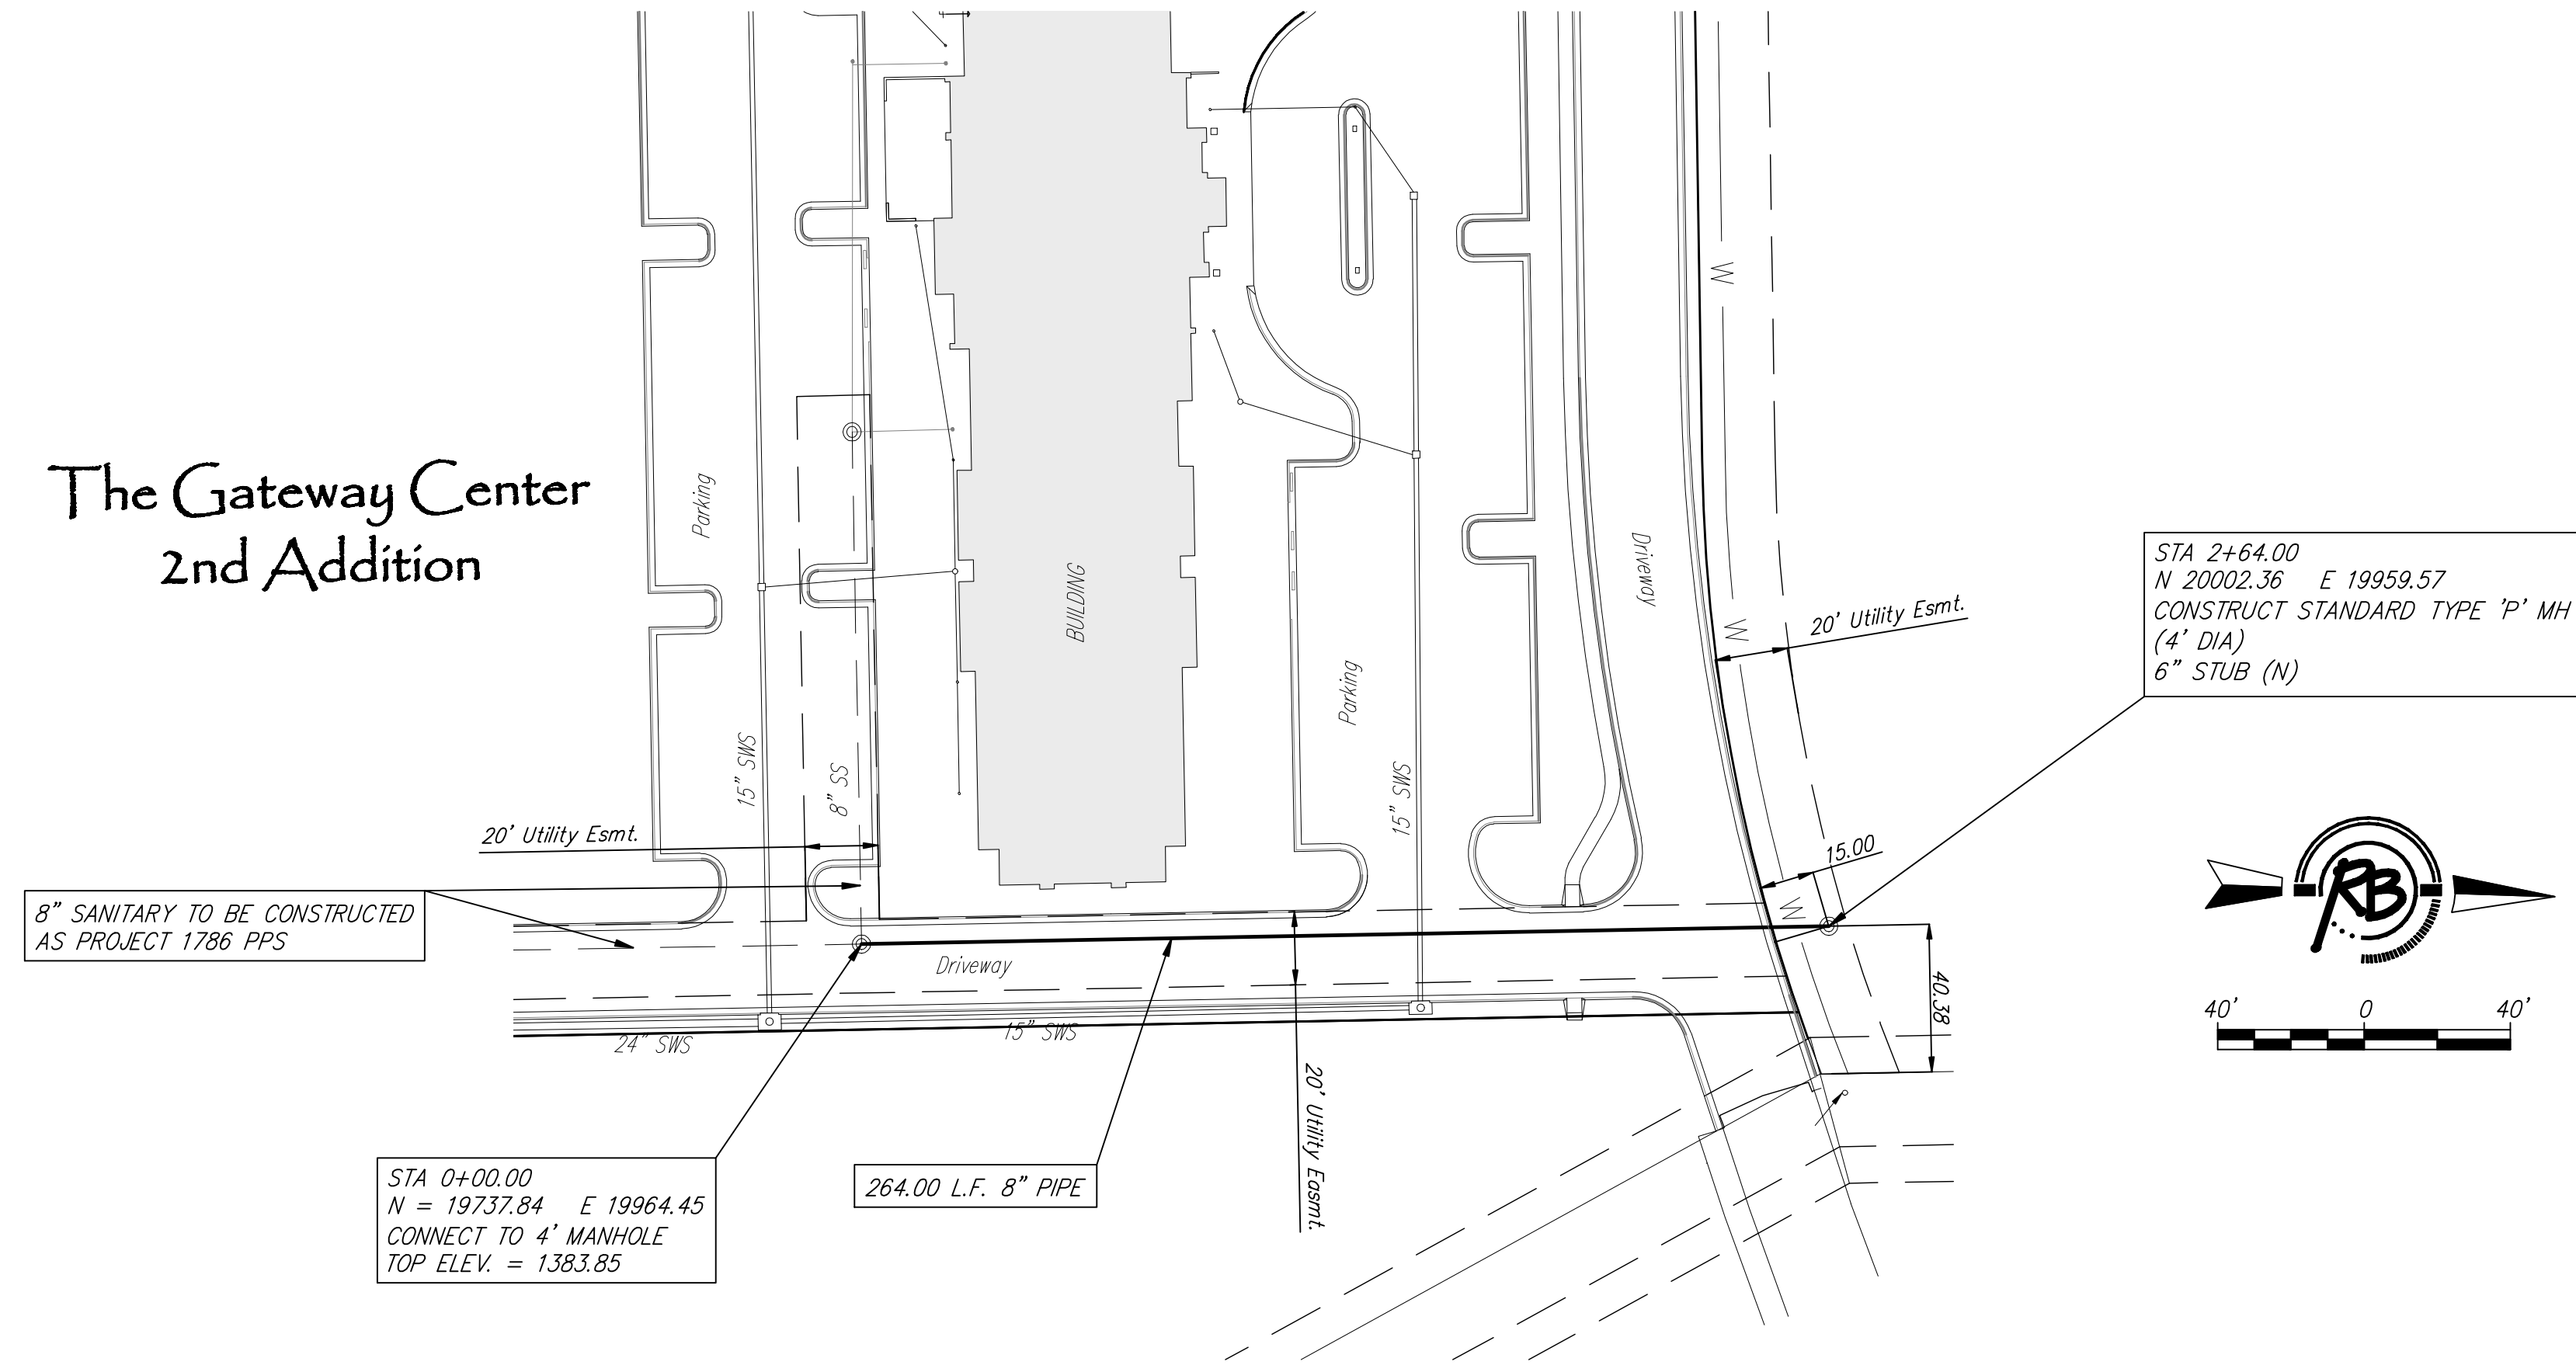 The Gateway Center
2nd Addition
Parking
15" SWS
8" SS
BUILDING
Parking
15" SWS
Driveway
W
W
W
20' Utility Esmt.
STA 2+64.00
N 20002.36 E 19959.57
CONSTRUCT STANDARD TYPE 'P' MH
(4' DIA)
6" STUB (N)
20' Utility Esmt.
15.00
8" SANITARY TO BE CONSTRUCTED
AS PROJECT 1786 PPS
Driveway
40.38
RB
40' 0 40'
24" SWS
15" SWS
20' Utility Easmt.
STA 0+00.00
N = 19737.84 E 19964.45
CONNECT TO 4' MANHOLE
TOP ELEV. = 1383.85
264.00 L.F. 8" PIPE